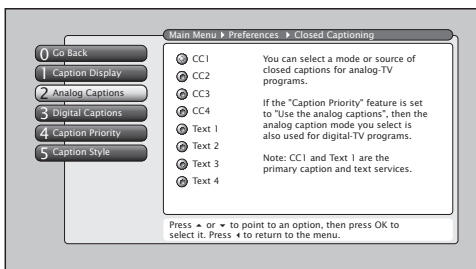 Main Menu ▸ Preferences ▸ Closed Captioning
0 Go Back
1 Caption Display
2 Analog Captions
3 Digital Captions
4 Caption Priority
5 Caption Style
CC1
CC2
CC3
CC4
Text 1
Text 2
Text 3
Text 4
You can select a mode or source of
closed captions for analog-TV
programs.
If the "Caption Priority" feature is set
to "Use the analog captions", then the
analog caption mode you select is
also used for digital-TV programs.
Note: CC1 and Text 1 are the
primary caption and text services.
Press ▴ or ▾ to point to an option, then press OK to
select it. Press ◂ to return to the menu.